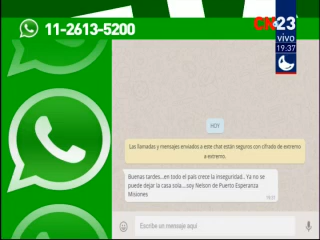 11-2613-5200
CN23
vivo
19:37
HOY
Las llamadas y mensajes enviados a este chat están seguros con cifrado de extremo
a extremo.
Buenas tardes...en todo el país crece la inseguridad.. Ya no se
puede dejar la casa sola....soy Nelson de Puerto Esperanza
Misiones
Escribe un mensaje aquí